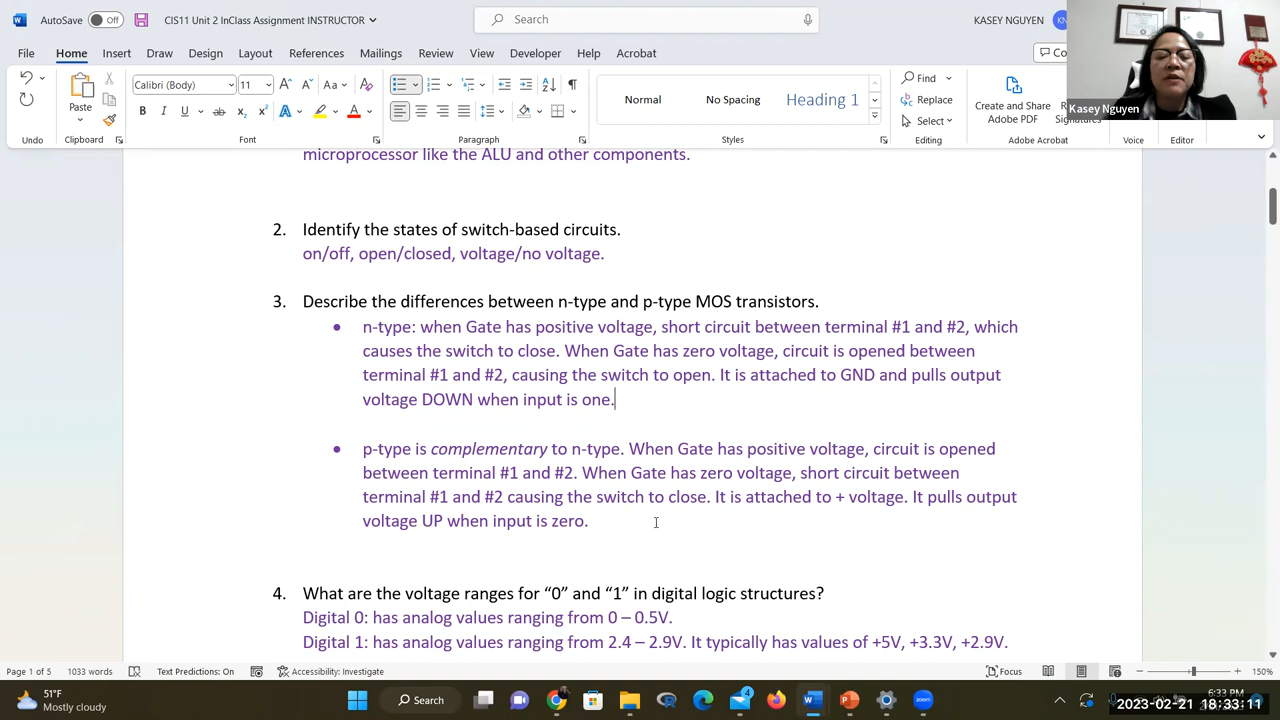 AutoSave Off CIS11 Unit 2 InClass Assignment INSTRUCTOR Search KASEY NGUYEN
File Home Insert Draw Design Layout References Mailings Review View Developer Help Acrobat
Calibri (Body) 11 Normal No Spacing Heading 1 Find Replace Select
Paste Create and Share Adobe PDF Kasey Nguyen
Undo Clipboard Font Paragraph Styles Editing Adobe Acrobat Voice Editor
microprocessor like the ALU and other components.
2. Identify the states of switch-based circuits.
on/off, open/closed, voltage/no voltage.
3. Describe the differences between n-type and p-type MOS transistors.
• n-type: when Gate has positive voltage, short circuit between terminal #1 and #2, which
causes the switch to close. When Gate has zero voltage, circuit is opened between
terminal #1 and #2, causing the switch to open. It is attached to GND and pulls output
voltage DOWN when input is one.
• p-type is complementary to n-type. When Gate has positive voltage, circuit is opened
between terminal #1 and #2. When Gate has zero voltage, short circuit between
terminal #1 and #2 causing the switch to close. It is attached to + voltage. It pulls output
voltage UP when input is zero.
4. What are the voltage ranges for “0” and “1” in digital logic structures?
Digital 0: has analog values ranging from 0 – 0.5V.
Digital 1: has analog values ranging from 2.4 – 2.9V. It typically has values of +5V, +3.3V, +2.9V.
Page 1 of 5 1033 words Text Predictions: On Accessibility: Investigate Focus 150%
51°F
Mostly cloudy
Search
4
6:33 PM
2023-02-21 18:33:11